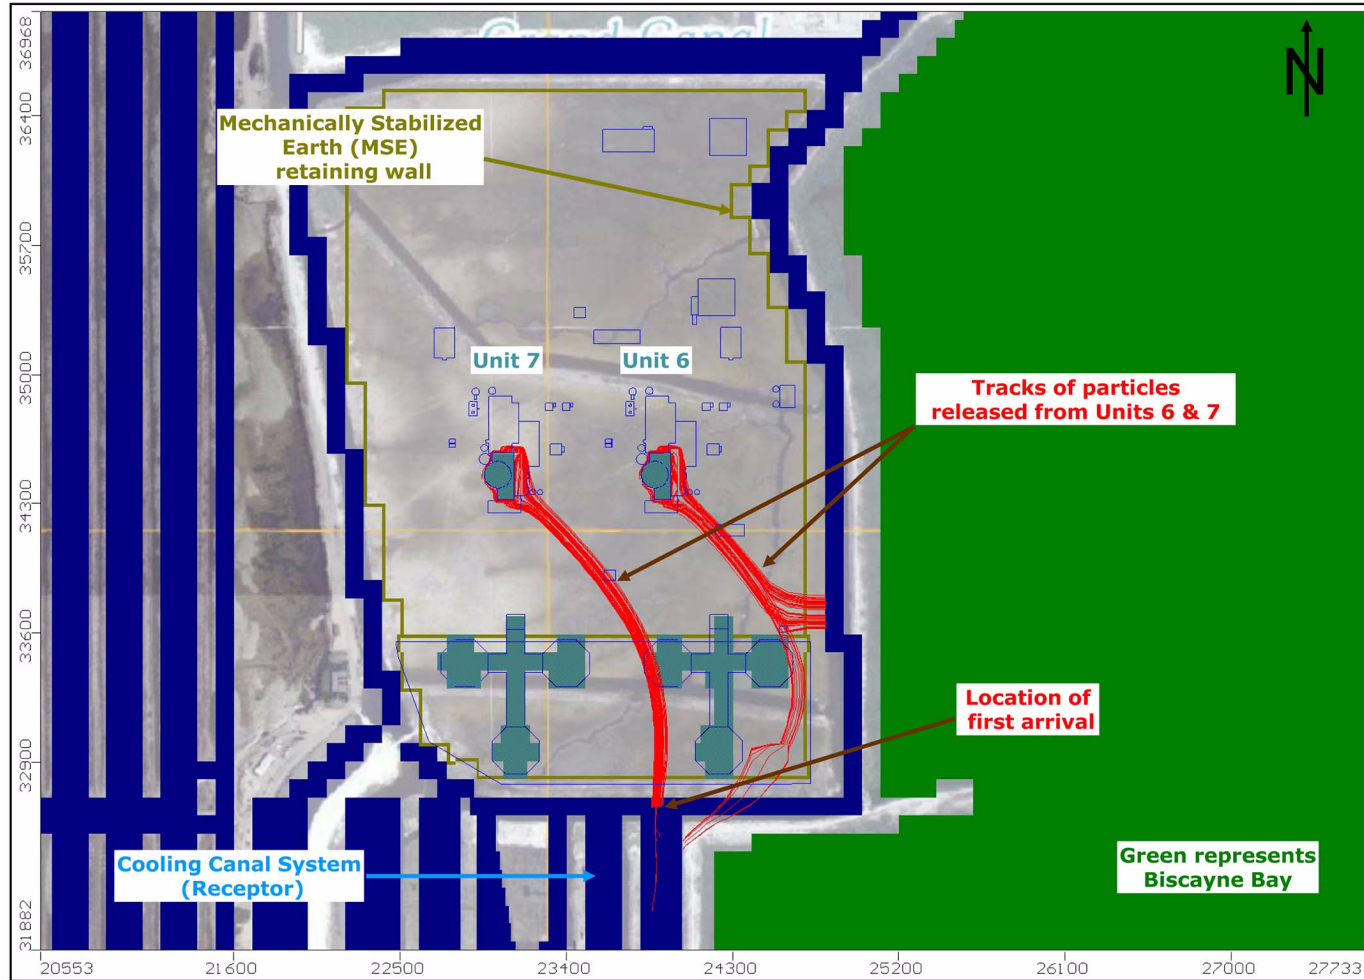 Grand Canal
N
Mechanically Stabilized
Earth (MSE)
retaining wall
Unit 7
Unit 6
Tracks of particles
released from Units 6 & 7
Location of
first arrival
Cooling Canal System
(Receptor)
Green represents
Biscayne Bay
36968
36400
35700
35000
34300
33600
32900
31882
20553
21600
22500
23400
24300
25200
26100
27000
27733